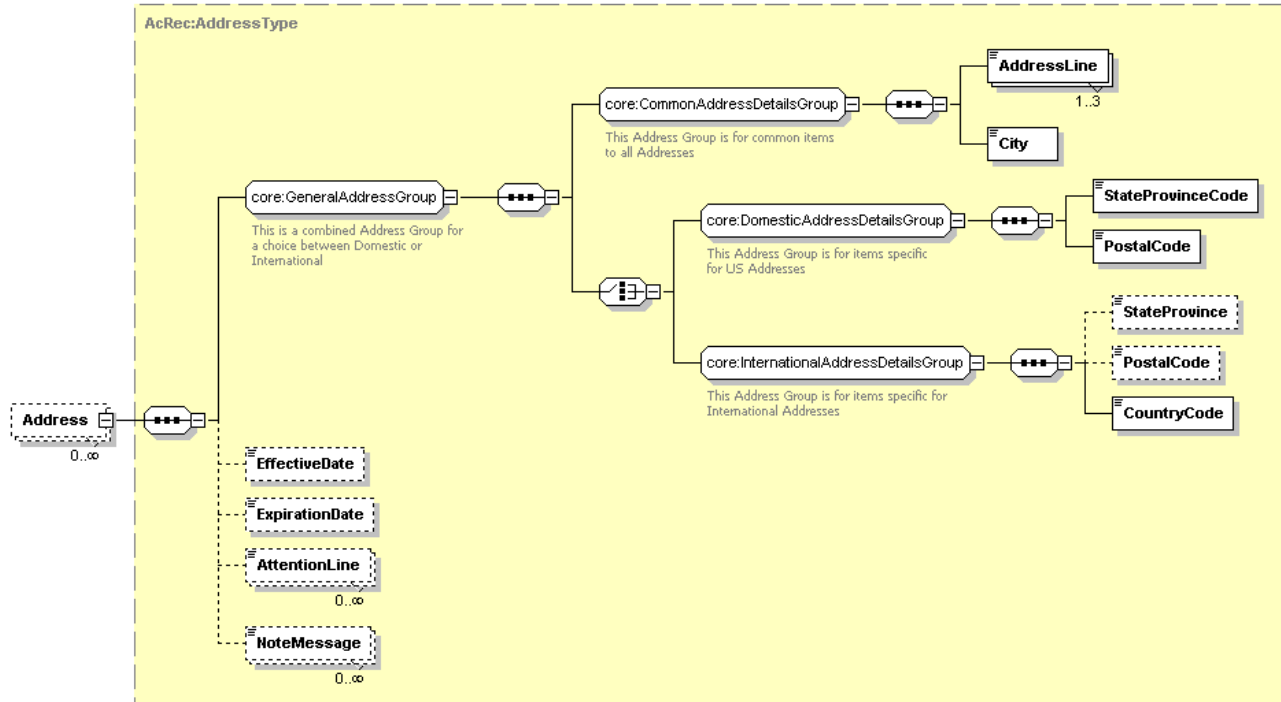 AcRec:AddressType
AddressLine
1..3
core:CommonAddressDetailsGroup
This Address Group is for common items
to all Addresses
City
core:GeneralAddressGroup
This is a combined Address Group for
a choice between Domestic or
International
StateProvinceCode
core:DomesticAddressDetailsGroup
This Address Group is for items specific
for US Addresses
PostalCode
StateProvince
core:InternationalAddressDetailsGroup
This Address Group is for items specific for
International Addresses
PostalCode
CountryCode
Address
0..∞
EffectiveDate
ExpirationDate
AttentionLine
0..∞
NoteMessage
0..∞